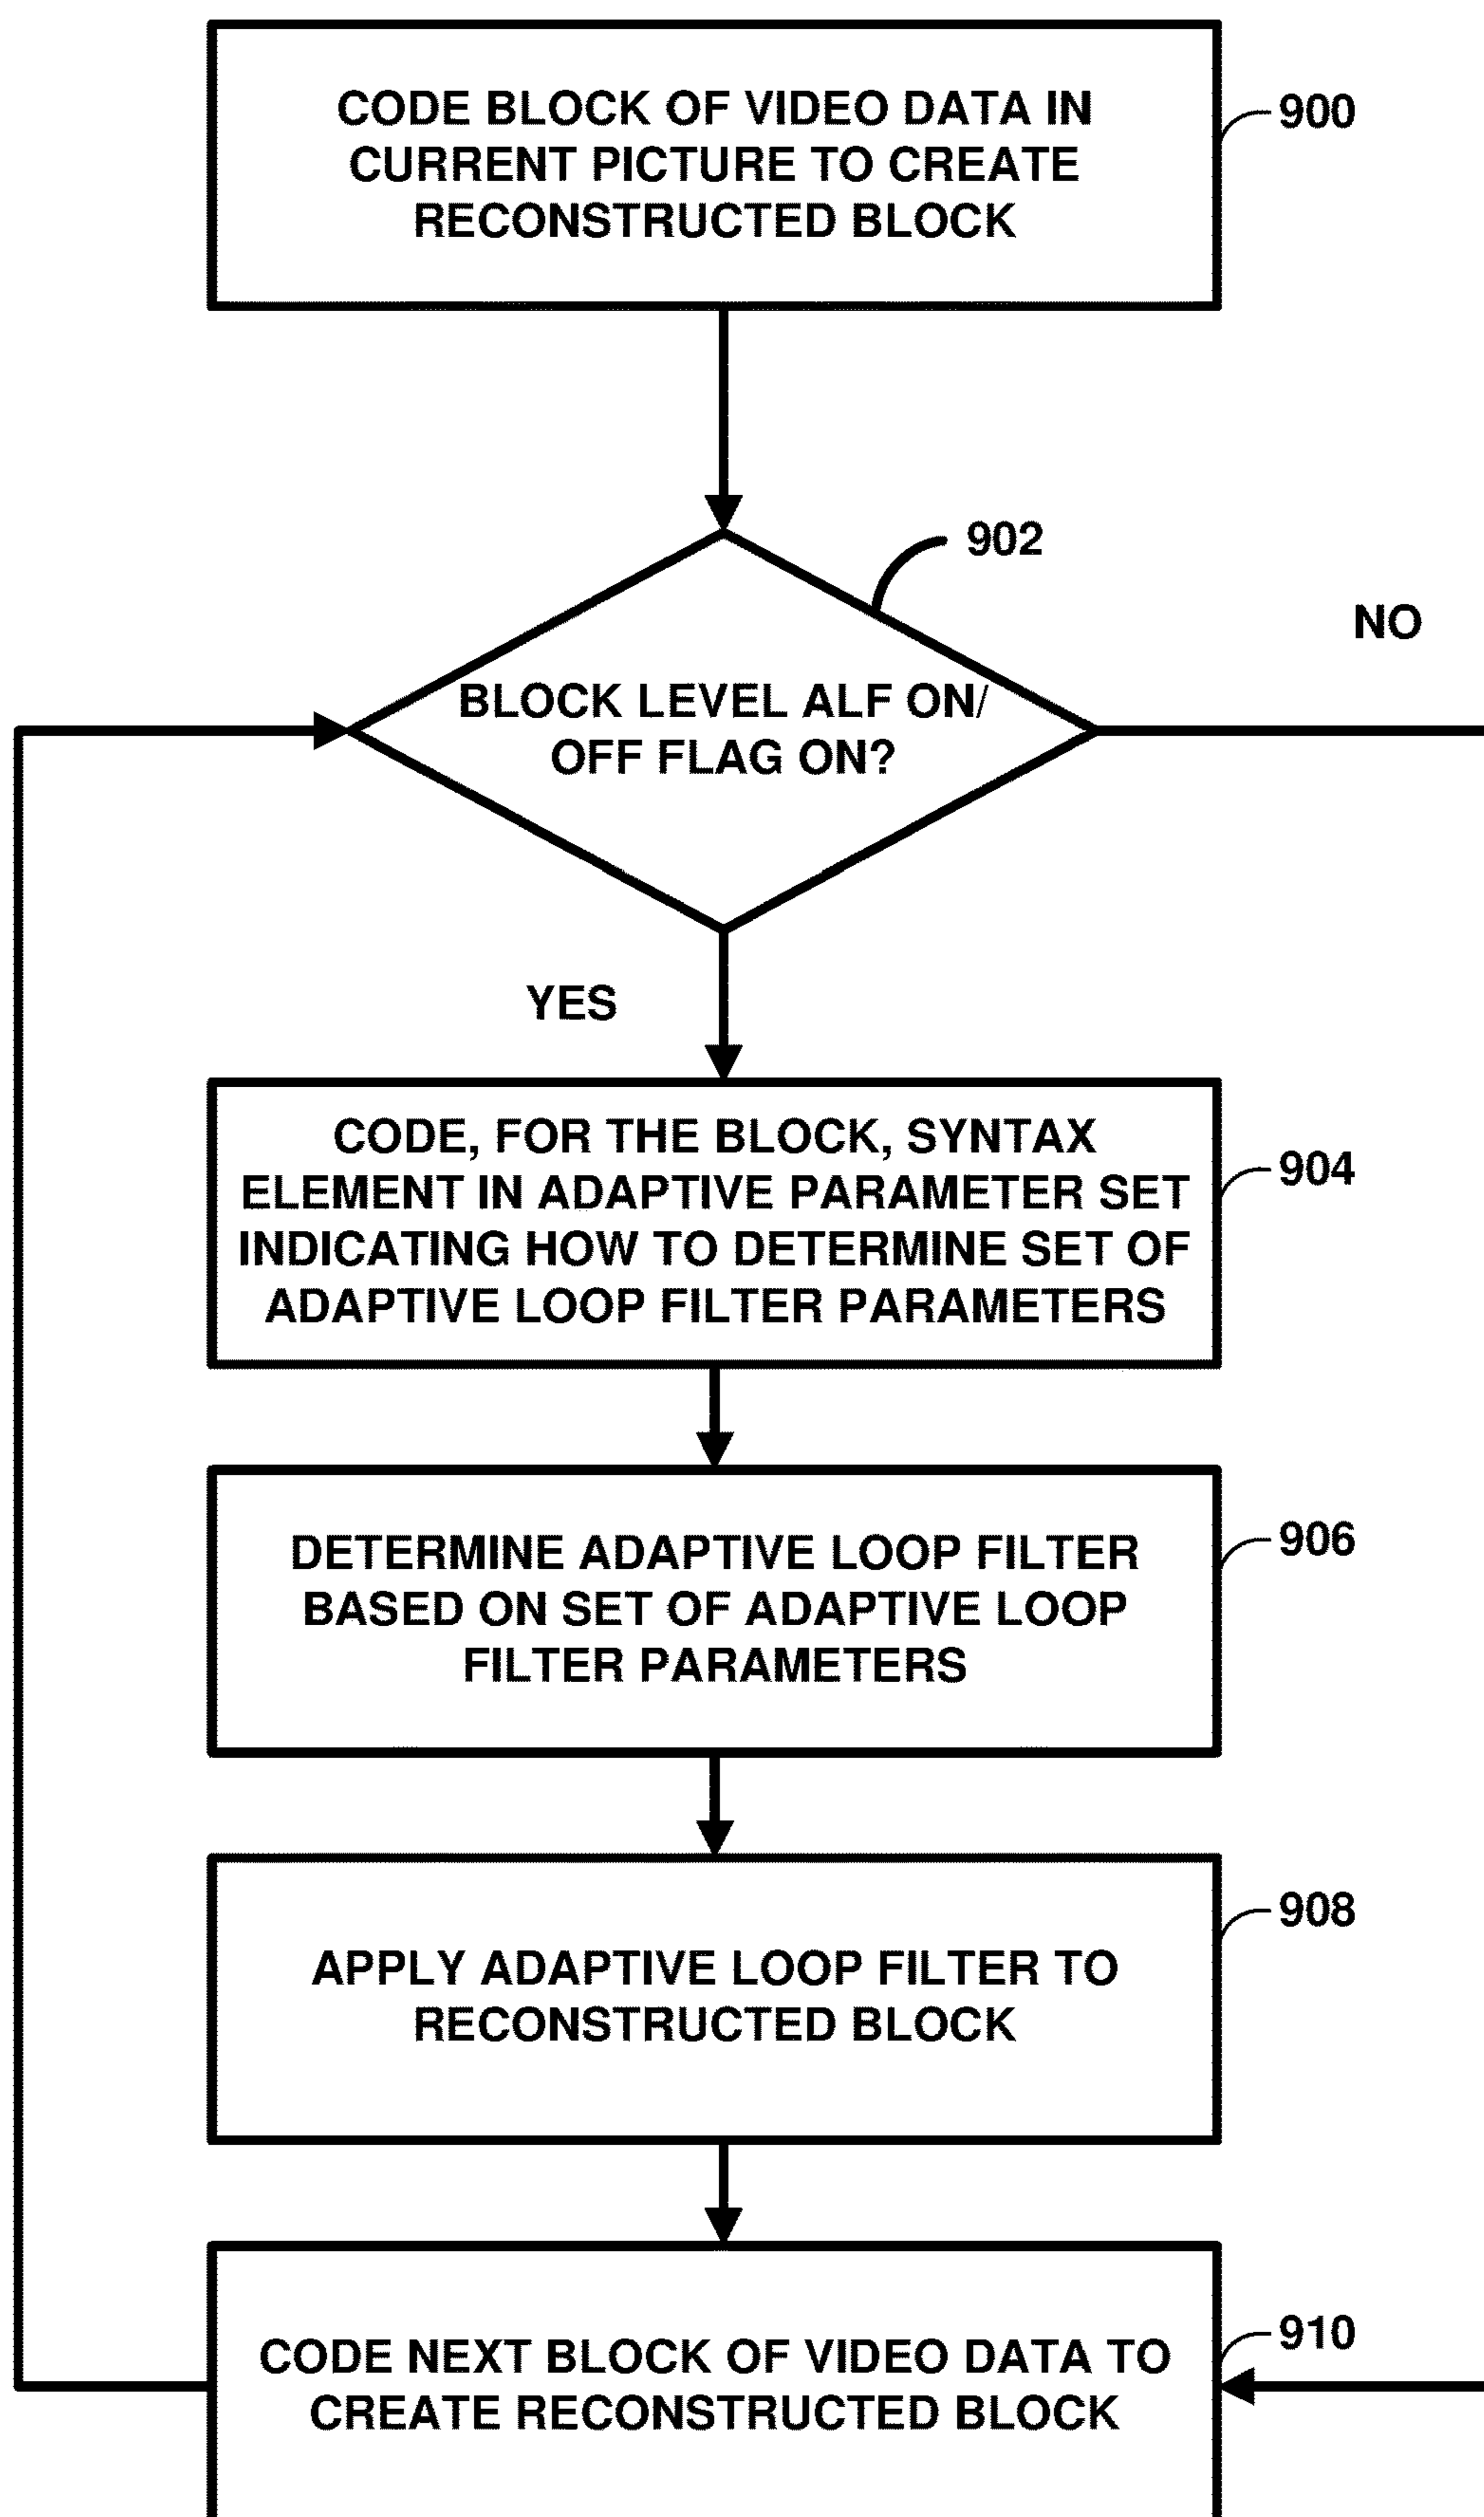 CODE BLOCK OF VIDEO DATA IN
CURRENT PICTURE TO CREATE
RECONSTRUCTED BLOCK
900
902
NO
BLOCK LEVEL ALF ON/
OFF FLAG ON?
YES
CODE, FOR THE BLOCK, SYNTAX
ELEMENT IN ADAPTIVE PARAMETER SET
INDICATING HOW TO DETERMINE SET OF
ADAPTIVE LOOP FILTER PARAMETERS
904
DETERMINE ADAPTIVE LOOP FILTER
BASED ON SET OF ADAPTIVE LOOP
FILTER PARAMETERS
906
APPLY ADAPTIVE LOOP FILTER TO
RECONSTRUCTED BLOCK
908
CODE NEXT BLOCK OF VIDEO DATA TO
CREATE RECONSTRUCTED BLOCK
910